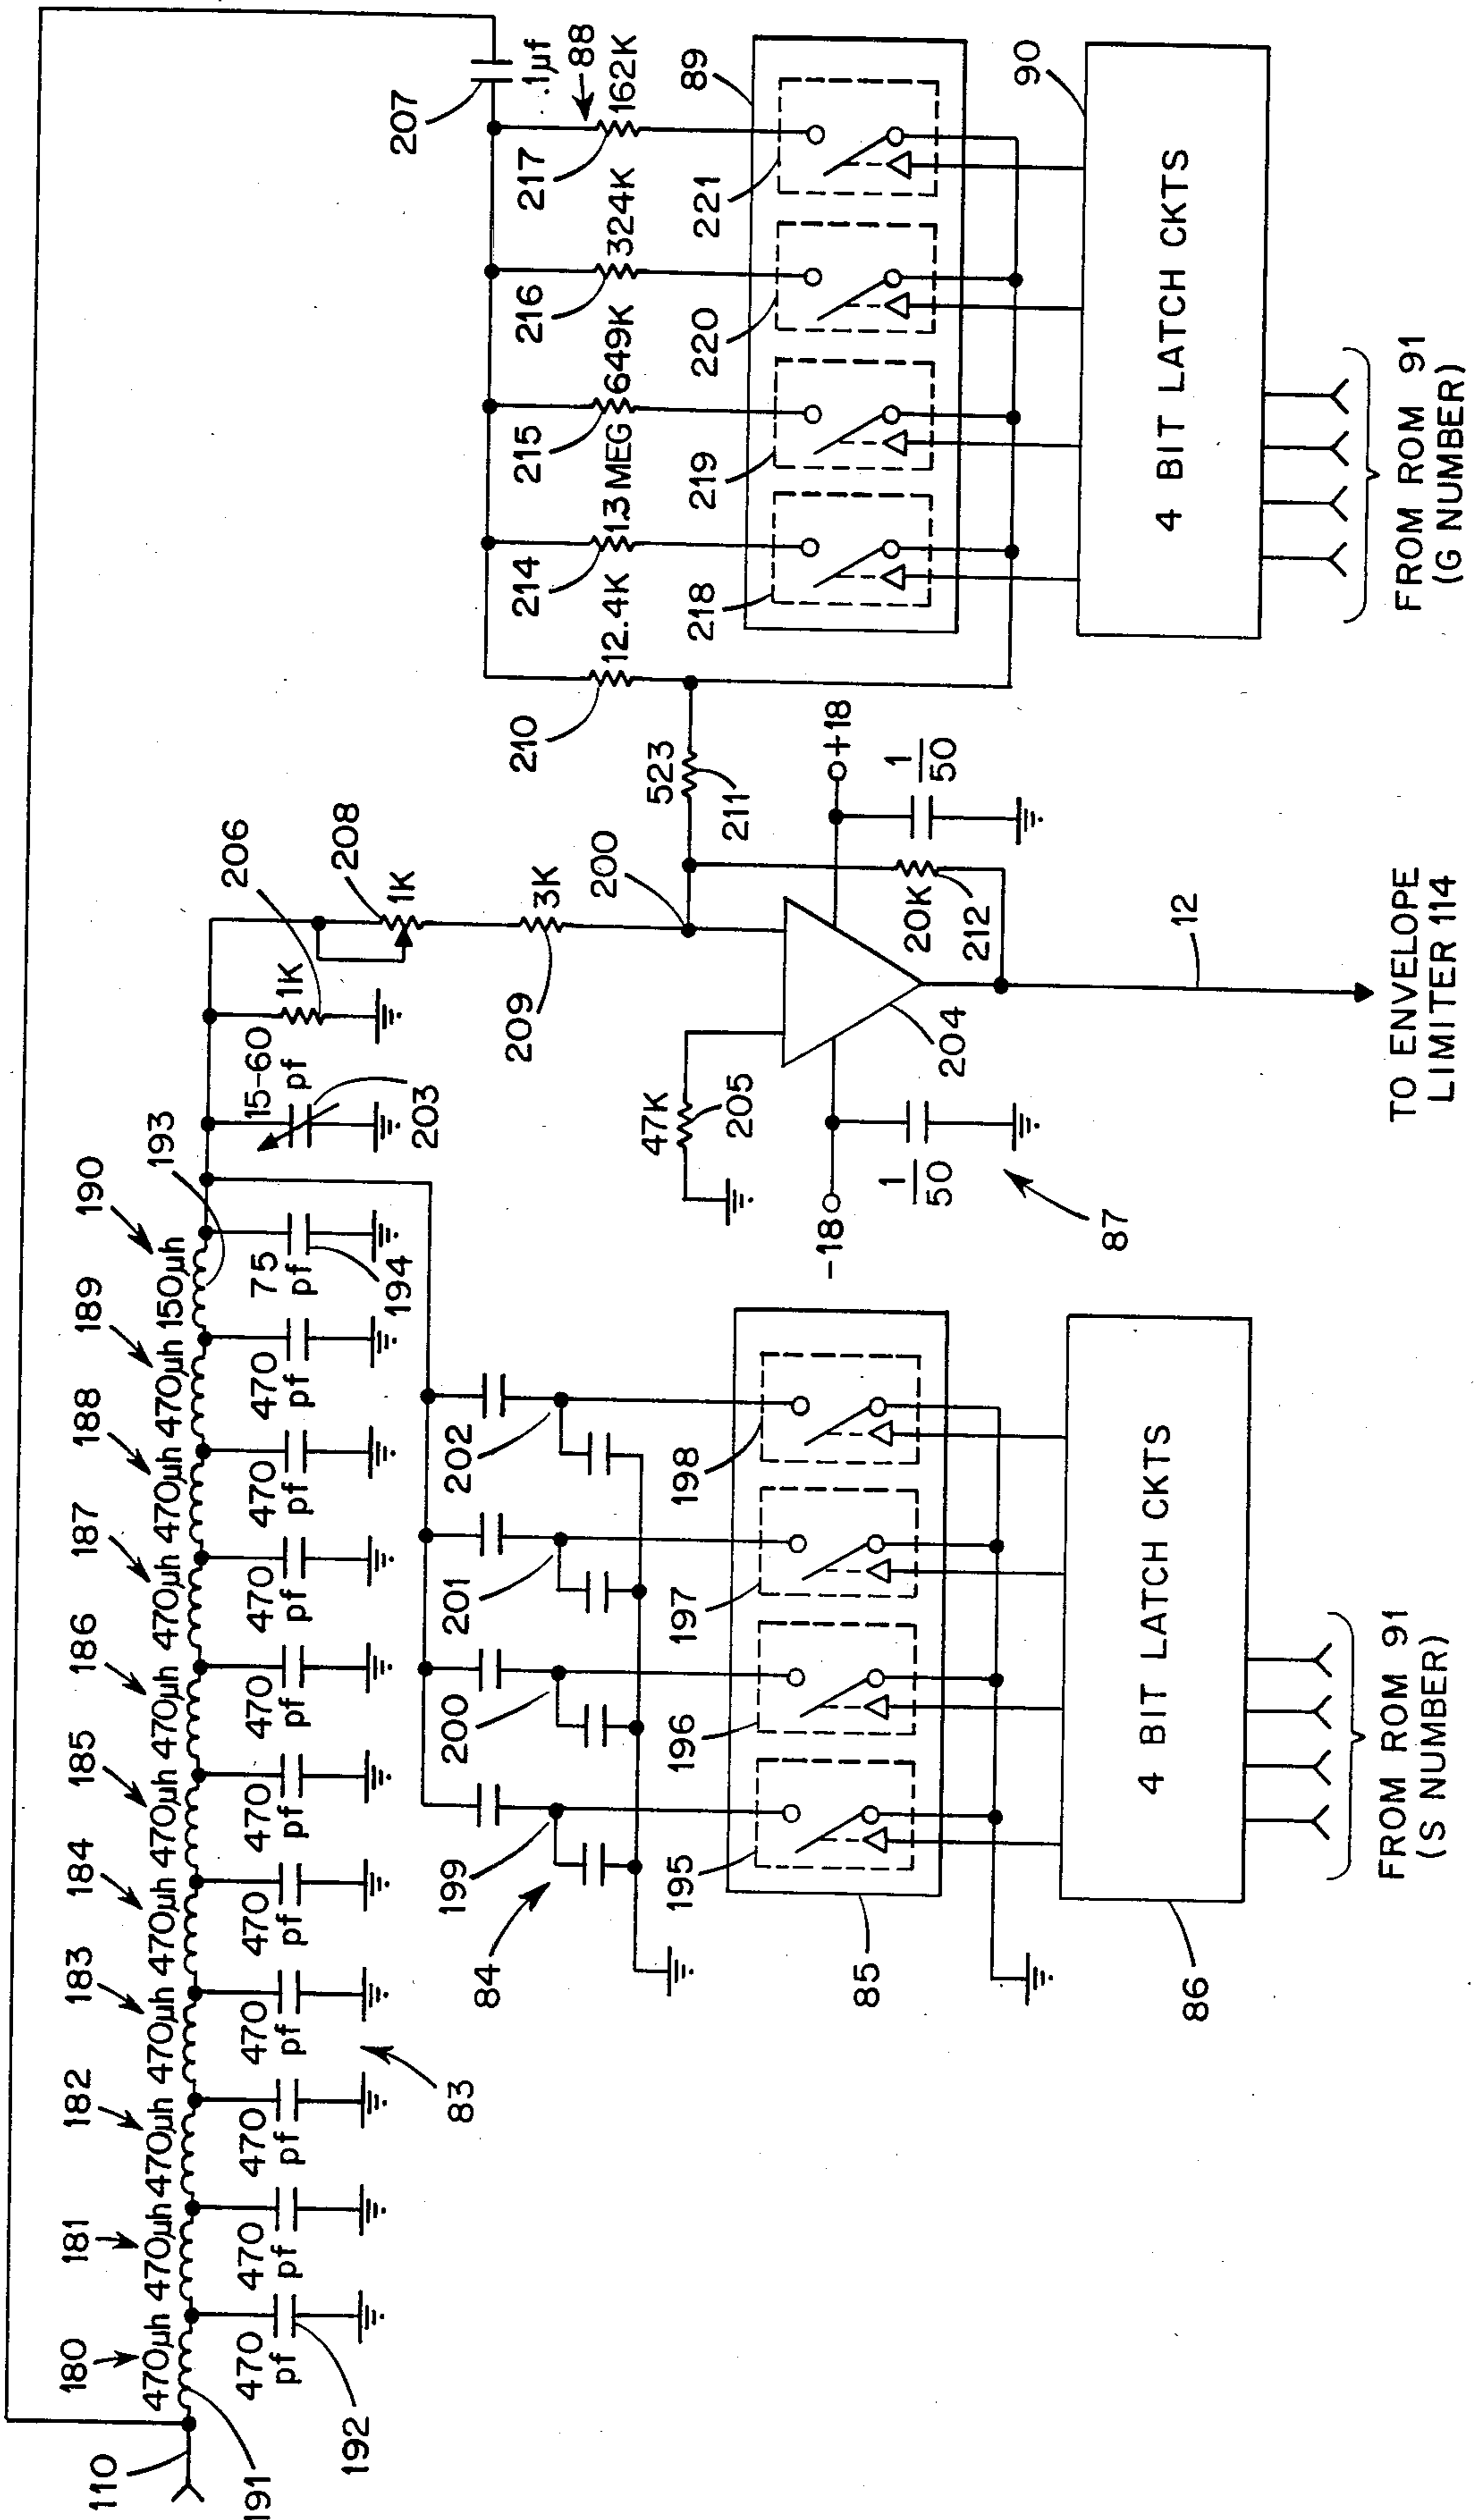 180 181 182 183 184 185 186 187 188 189 190
110
470µh 470µh 470µh 470µh 470µh 470µh 470µh 470µh 470µh 470µh 150µh
193
191
470 470 470 470 470 470 470 470 470 470 75
pf pf pf pf pf pf pf pf pf pf pf
192
194
15-60
pf
203
206
1K
208
1K
207
.1µf
83
84
199 200 201 202
209
3K
200
210
12.4K
214
1.3 MEG
215
649K
216
324K
217
162K
88
195 196 197 198
47K
205
523
211
218 219 220 221
89
85
-18
+18
1
50
1
50
204
20K
212
87
86
4 BIT LATCH CKTS
12
90
4 BIT LATCH CKTS
FROM ROM 91
(S NUMBER)
TO ENVELOPE
LIMITER 114
FROM ROM 91
(G NUMBER)